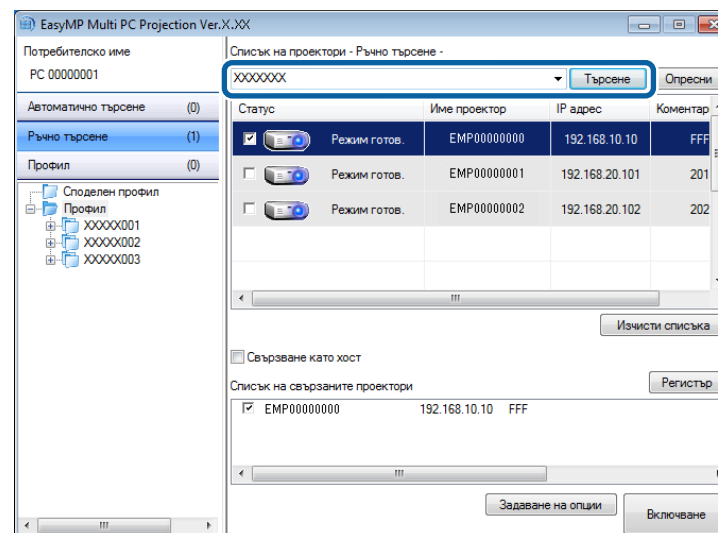 EasyMP Multi PC Projection Ver.X.XX
Потребителско име
PC 00000001
Автоматично търсене (0)
Ръчно търсене (1)
Профил (0)
Споделен профил
Профил
XXXXX001
XXXXX002
XXXXX003
Списък на проектори - Ръчно търсене -
XXXXXXX Търсене Опресни
Статус Име проектор IP адрес Коментар
Режим готов. EMP00000000 192.168.10.10 FFF
Режим готов. EMP00000001 192.168.20.101 201
Режим готов. EMP00000002 192.168.20.102 202
Изчисти списъка
Свързване като хост
Списък на свързаните проектори Регистър
EMP00000000 192.168.10.10 FFF
Задаване на опции Включване